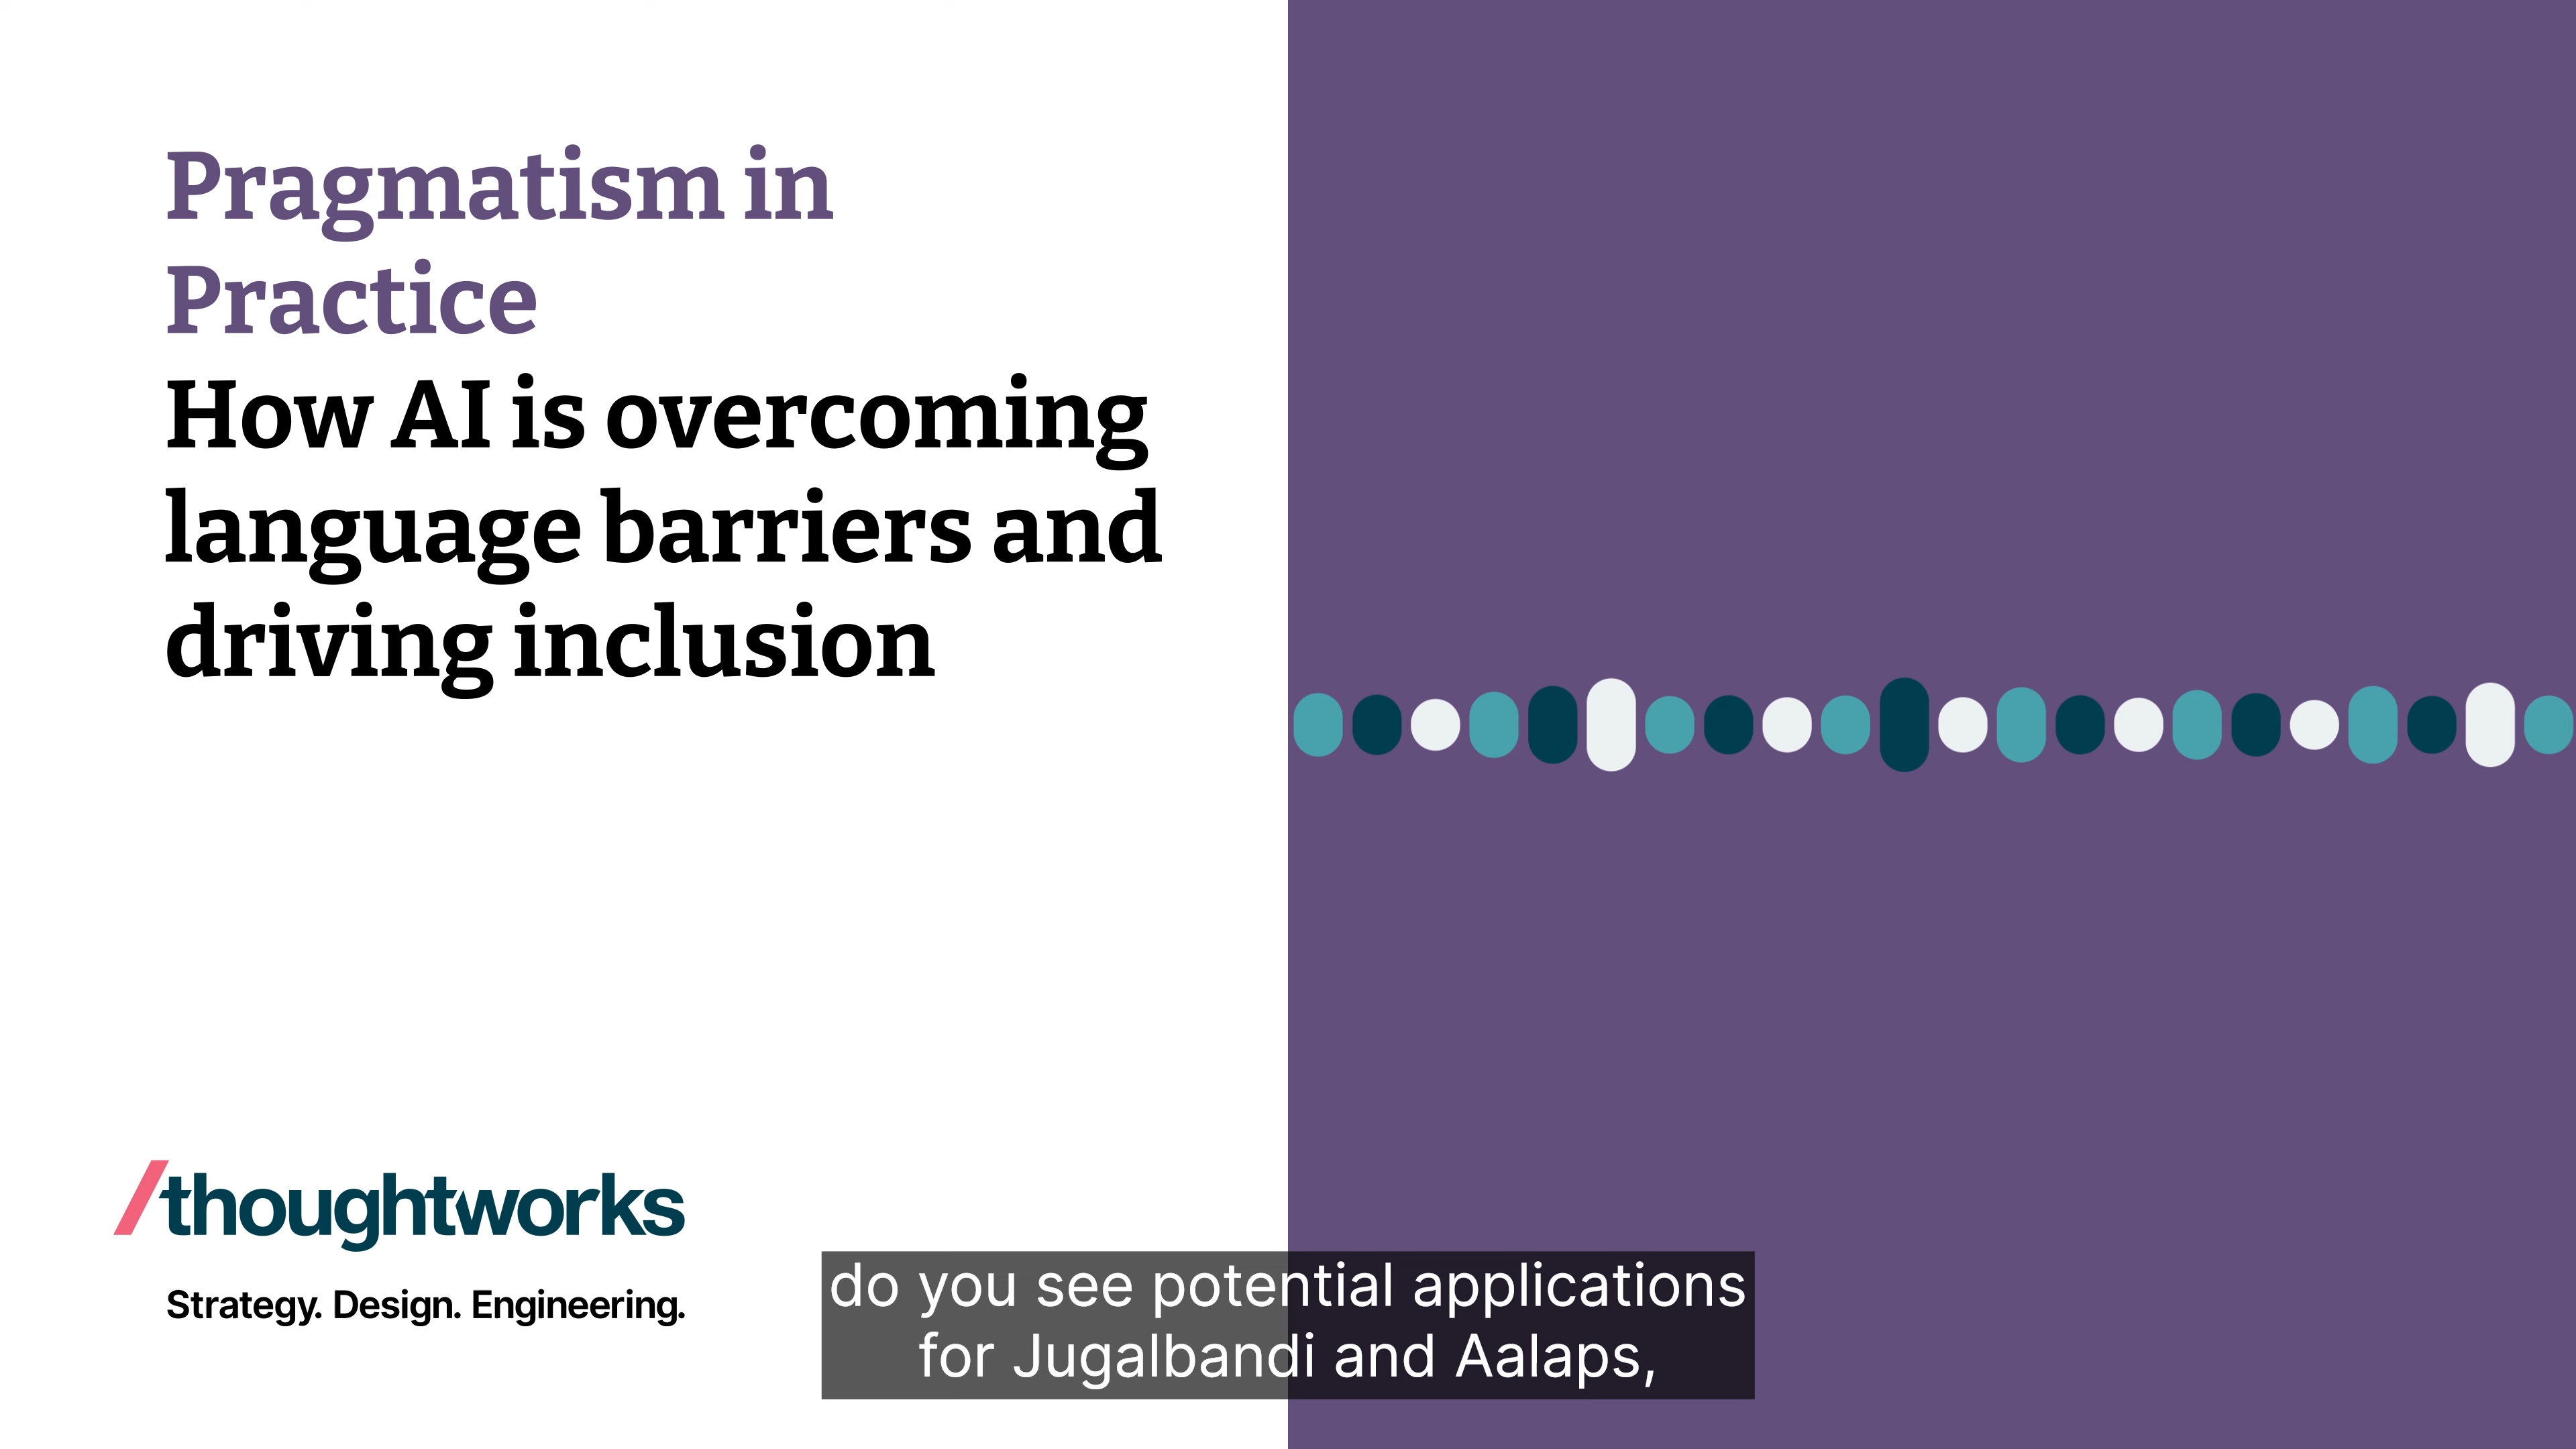 Pragmatism in
Practice
How AI is overcoming
language barriers and
driving inclusion
/thoughtworks
Strategy. Design. Engineering.
do you see potential applications
for Jugalbandi and Aalaps,